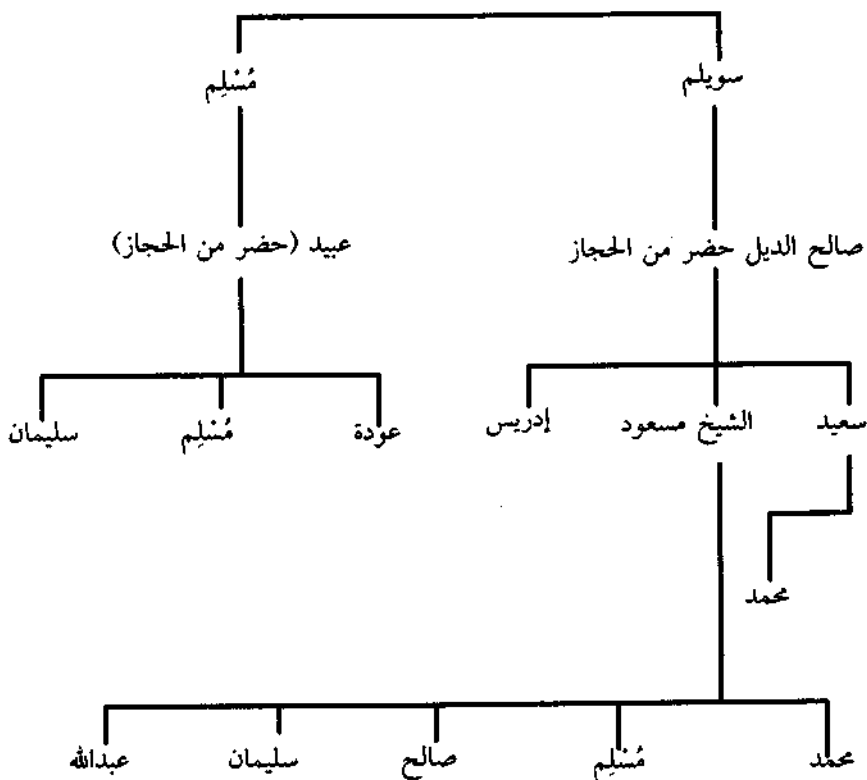 سويلم مُسْلِم
صالح الديل حضر من الحجاز عبيد (حضر من الحجاز)
سعيد الشيخ مسعود إدريس عودة مُسْلِم سليمان
محمد
محمد مُسْلِم صالح سليمان عبدالله